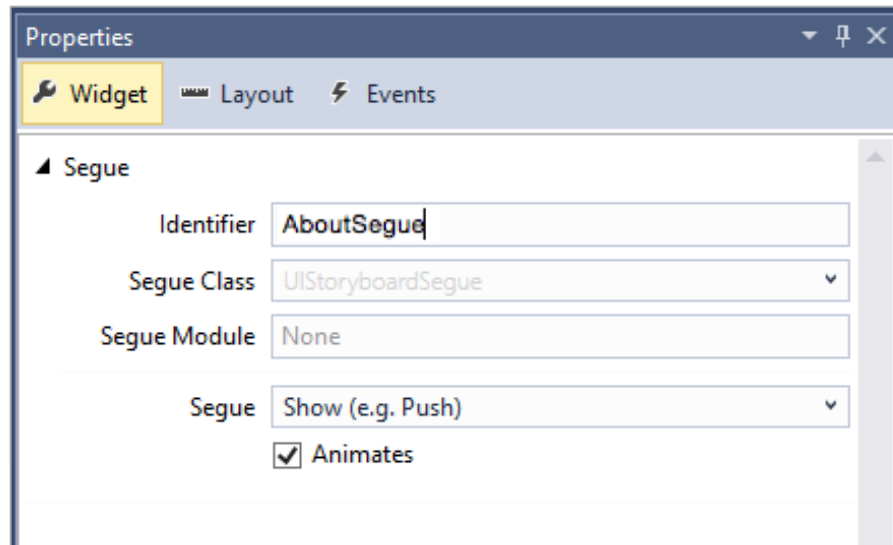 Properties
Widget Layout Events
Segue
Identifier AboutSegue
Segue Class UIStoryboardSegue
Segue Module None
Segue Show (e.g. Push)
Animates